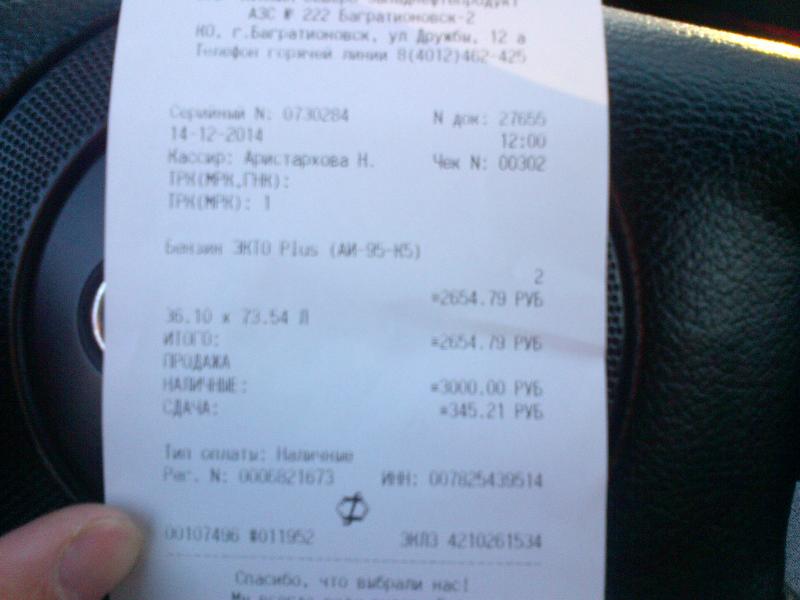 АЗС № 222 Багратионовск-2
КО, г.Багратионовск, ул Дружбы, 12 а
Телефон горячей линии 8(4012)462-425
Серийный N: 0730284 N док: 27655
14-12-2014 12:00
Кассир: Аристархова Н. Чек N: 00302
ТРК(МРК,ГНК):
ТРК(МРК): 1
Бензин ЭКТО Plus (АИ-95-К5)
2
=2654.79 РУБ
36.10 x 73.54 Л
ИТОГО: =2654.79 РУБ
ПРОДАЖА
НАЛИЧНЫЕ: =3000.00 РУБ
СДАЧА: =345.21 РУБ
Тип оплаты: Наличные
Рег. N: 0006821673 ИНН: 007825439514
00107496 #011952 ЭКЛЗ 4210261534
Спасибо, что выбрали нас!